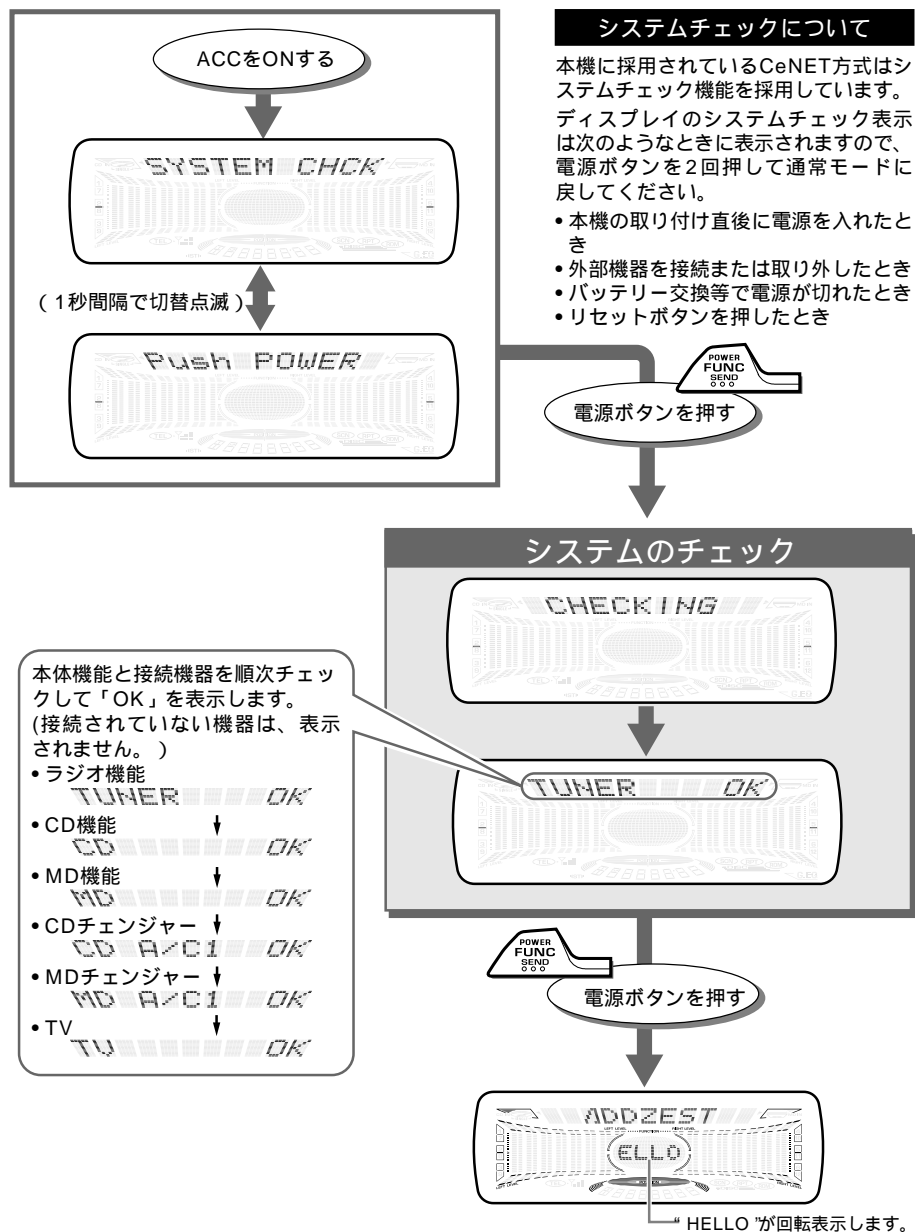 ACCをONする
SYSTEM CHCK
(1秒間隔で切替点滅)
Push POWER
システムチェックについて
本機に採用されているCeNET方式はシ
ステムチェック機能を採用しています。
ディスプレイのシステムチェック表示
は次のようなときに表示されますので、
電源ボタンを2回押して通常モードに
戻してください。
•本機の取り付け直後に電源を入れたと
き
•外部機器を接続または取り外したとき
•バッテリー交換等で電源が切れたとき
•リセットボタンを押したとき
POWER
FUNC
SEND
電源ボタンを押す
システムのチェック
CHECKING
TUNER OK
本体機能と接続機器を順次チェッ
クして「OK」を表示します。
(接続されていない機器は、表示
されません。)
•ラジオ機能
TUNER OK
•CD機能
CD OK
•MD機能
MD OK
•CDチェンジャー
CD A/C1 OK
•MDチェンジャー
MD A/C1 OK
•TV
TV OK
POWER
FUNC
SEND
電源ボタンを押す
ADDZEST
LEFT LEVEL FUNCTION RIGHT LEVEL
ELLO
LEFT LEVEL RIGHT LEVEL
“HELLO”が回転表示します。